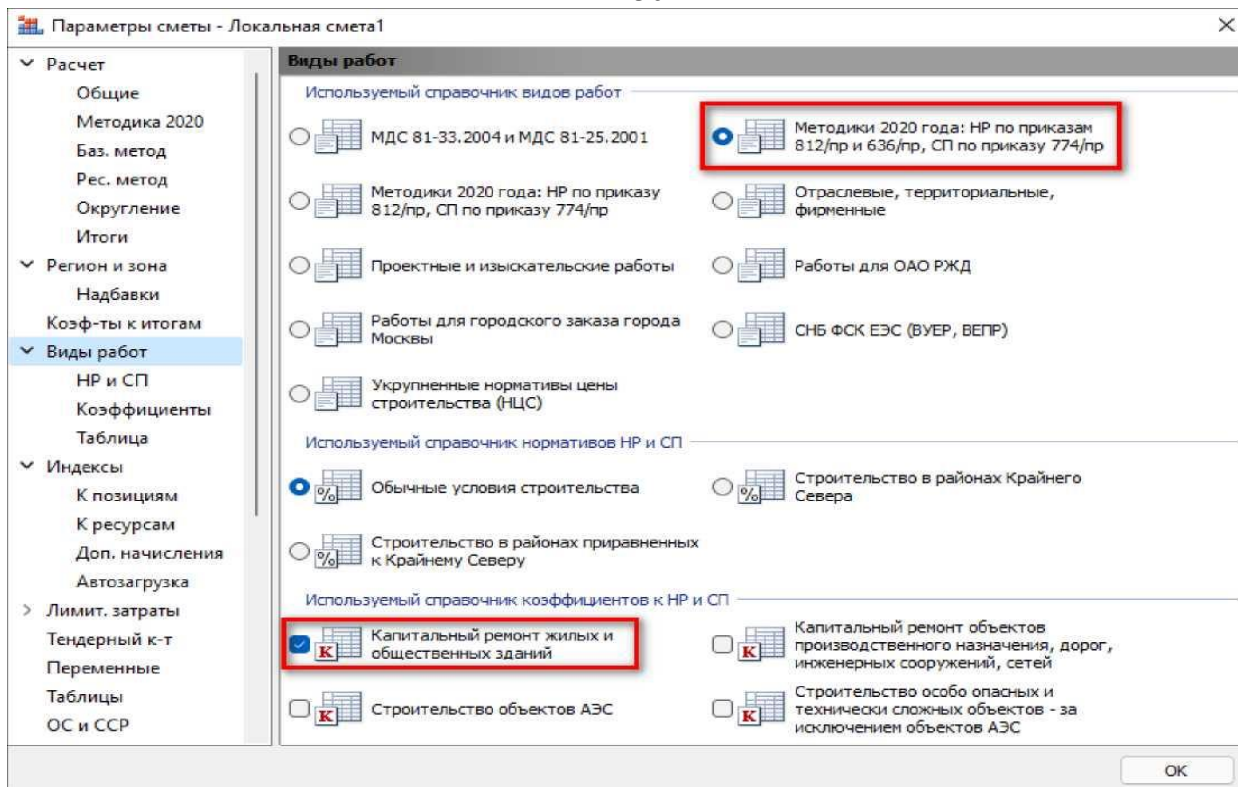 Параметры сметы - Локальная смета1
Расчет
Общие
Методика 2020
Баз. метод
Рес. метод
Округление
Итоги
Регион и зона
Надбавки
Коэф-ты к итогам
Виды работ
НР и СП
Коэффициенты
Таблица
Индексы
К позициям
К ресурсам
Доп. начисления
Автозагрузка
Лимит. затраты
Тендерный к-т
Переменные
Таблицы
ОС и ССР
Виды работ
Используемый справочник видов работ
МДС 81-33.2004 и МДС 81-25.2001
Методики 2020 года: НР по приказам
812/пр и 636/пр, СП по приказу 774/пр
Методики 2020 года: НР по приказу
812/пр, СП по приказу 774/пр
Отраслевые, территориальные,
фирменные
Проектные и изыскательские работы
Работы для ОАО РЖД
Работы для городского заказа города
Москвы
СНБ ФСК ЕЭС (ВУЕР, ВЕПР)
Укрупненные нормативы цены
строительства (НЦС)
Используемый справочник нормативов НР и СП
%
Обычные условия строительства
%
Строительство в районах Крайнего
Севера
%
Строительство в районах приравненных
к Крайнему Северу
Используемый справочник коэффициентов к НР и СП
К
Капитальный ремонт жилых и
общественных зданий
К
Капитальный ремонт объектов
производственного назначения, дорог,
инженерных сооружений, сетей
К
Строительство объектов АЭС
К
Строительство особо опасных и
технически сложных объектов - за
исключением объектов АЭС
ОК